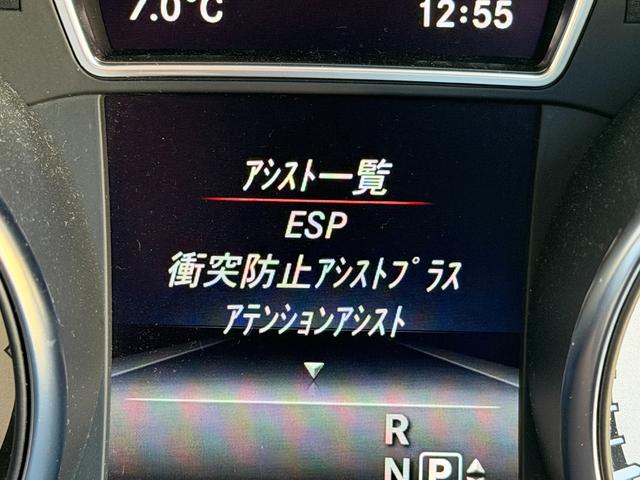 7.0°C 12:55
アシスト一覧
ESP
衝突防止アシストプラス
アテンションアシスト
R
N P